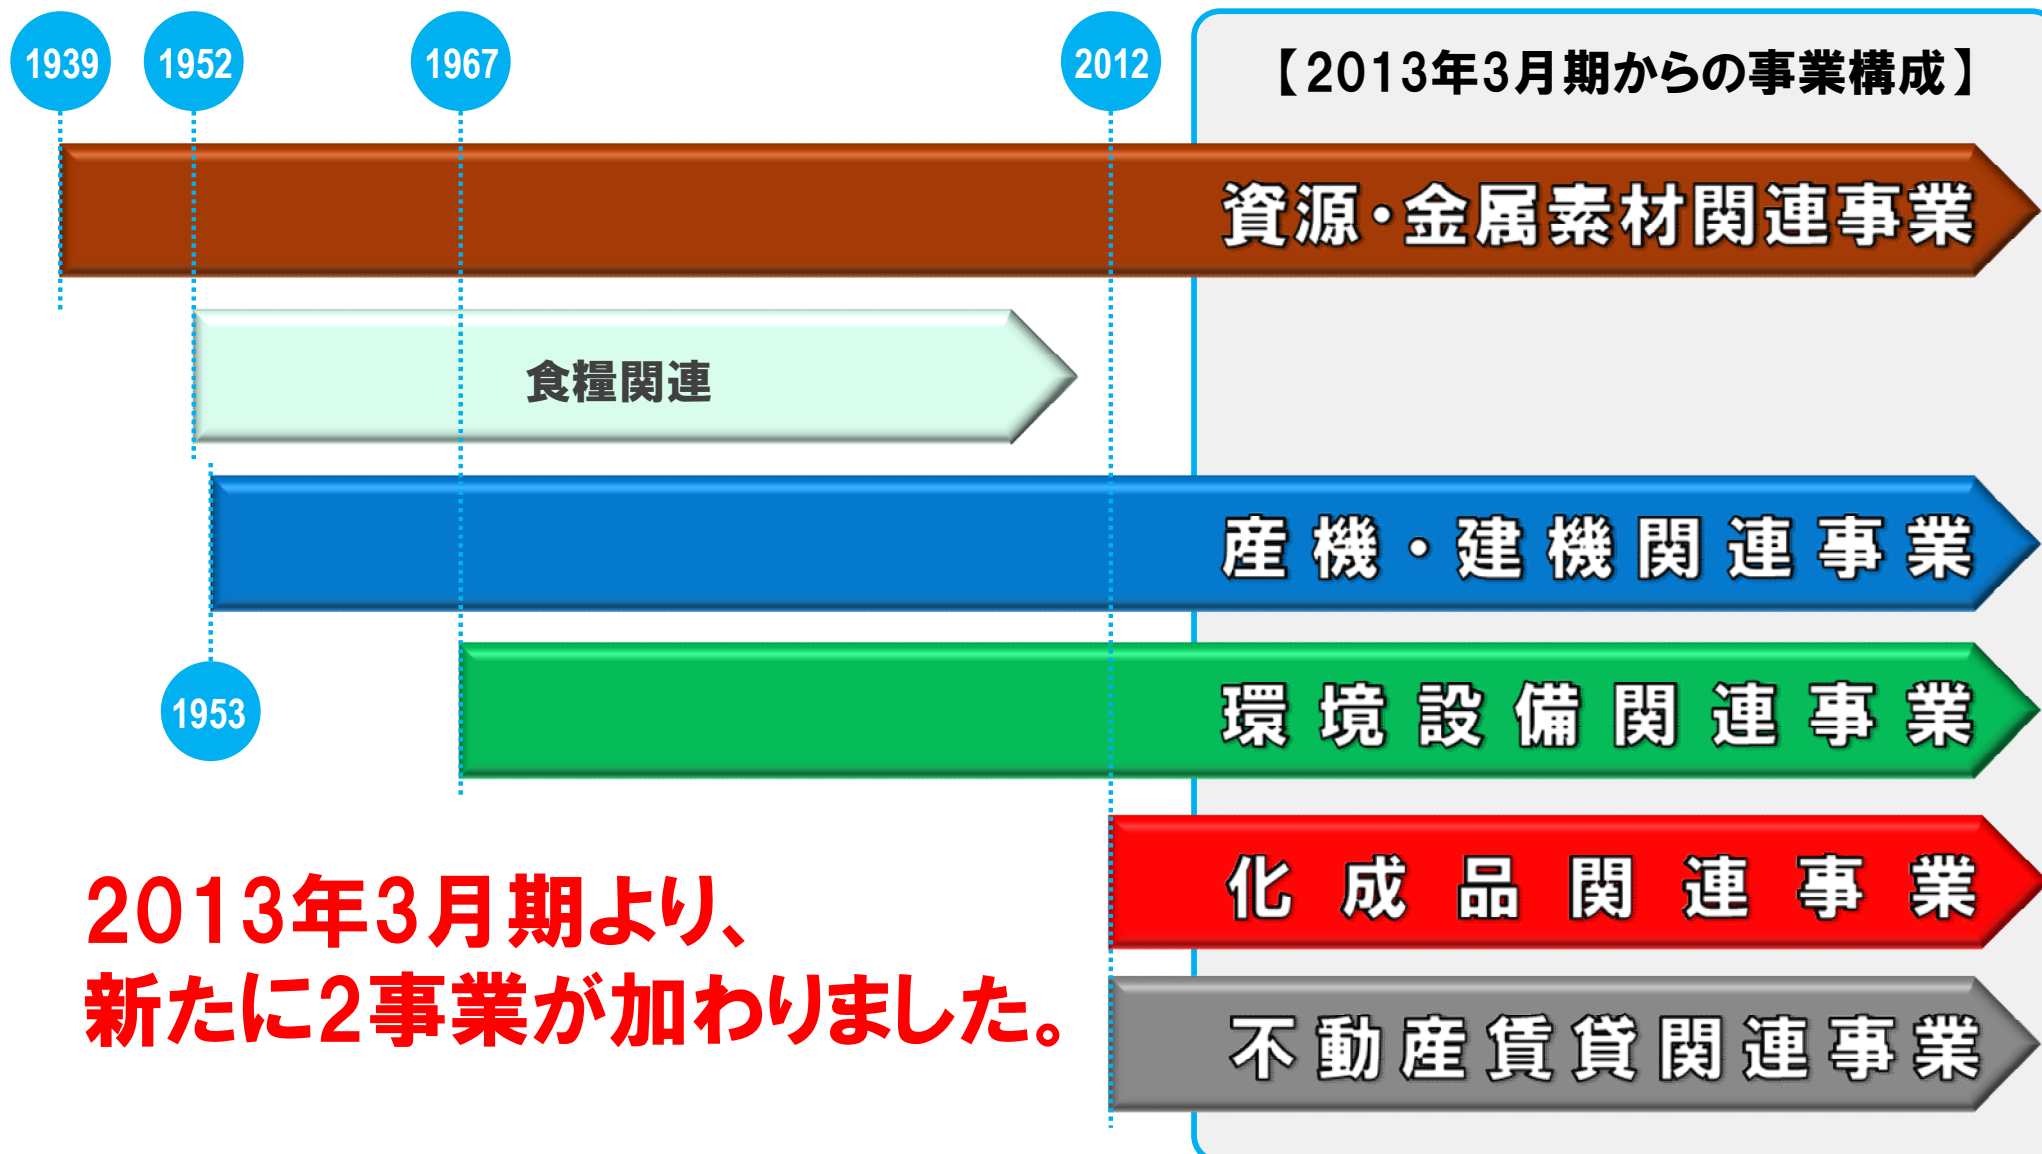 1939
1952
1967
2012
【2013年3月期からの事業構成】
資源・金属素材関連事業
食糧関連
産機・建機関連事業
環境設備関連事業
1953
化成品関連事業
2013年3月期より、
新たに2事業が加わりました。
不動産賃貸関連事業